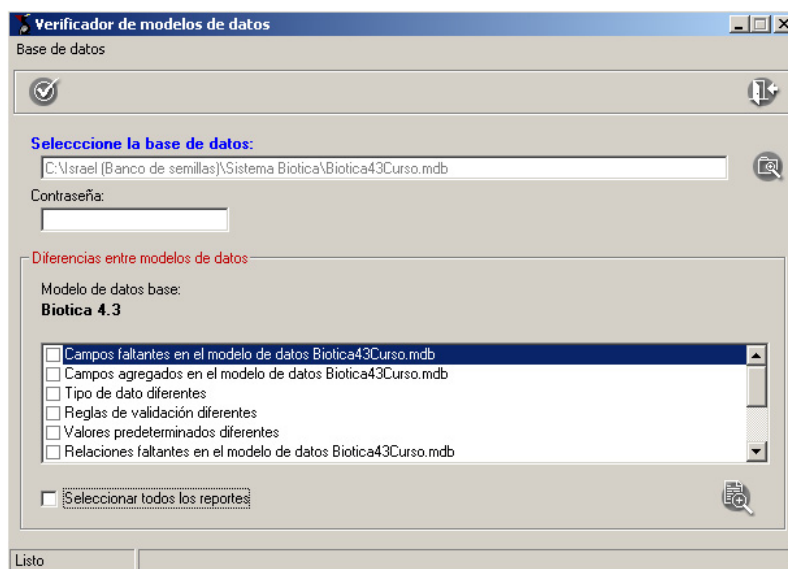 Verificador de modelos de datos
Base de datos
Selecccione la base de datos:
C:\Israel (Banco de semillas)\Sistema Biotica\Biotica43Curso.mdb
Contraseña:
Diferencias entre modelos de datos
Modelo de datos base:
Biotica 4.3
Campos faltantes en el modelo de datos Biotica43Curso.mdb
Campos agregados en el modelo de datos Biotica43Curso.mdb
Tipo de dato diferentes
Reglas de validación diferentes
Valores predeterminados diferentes
Relaciones faltantes en el modelo de datos Biotica43Curso.mdb
Seleccionar todos los reportes
Listo